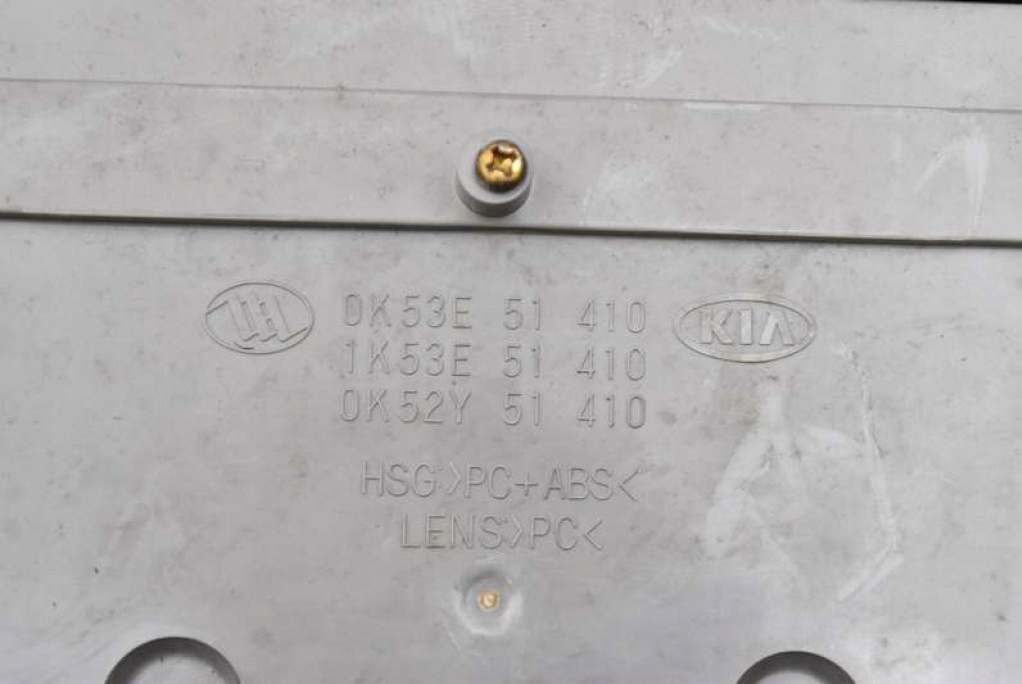 0K53E 51 410
1K53E 51 410
0K52Y 51 410
KIA
HSG>PC+ABS<
LENS>PC<